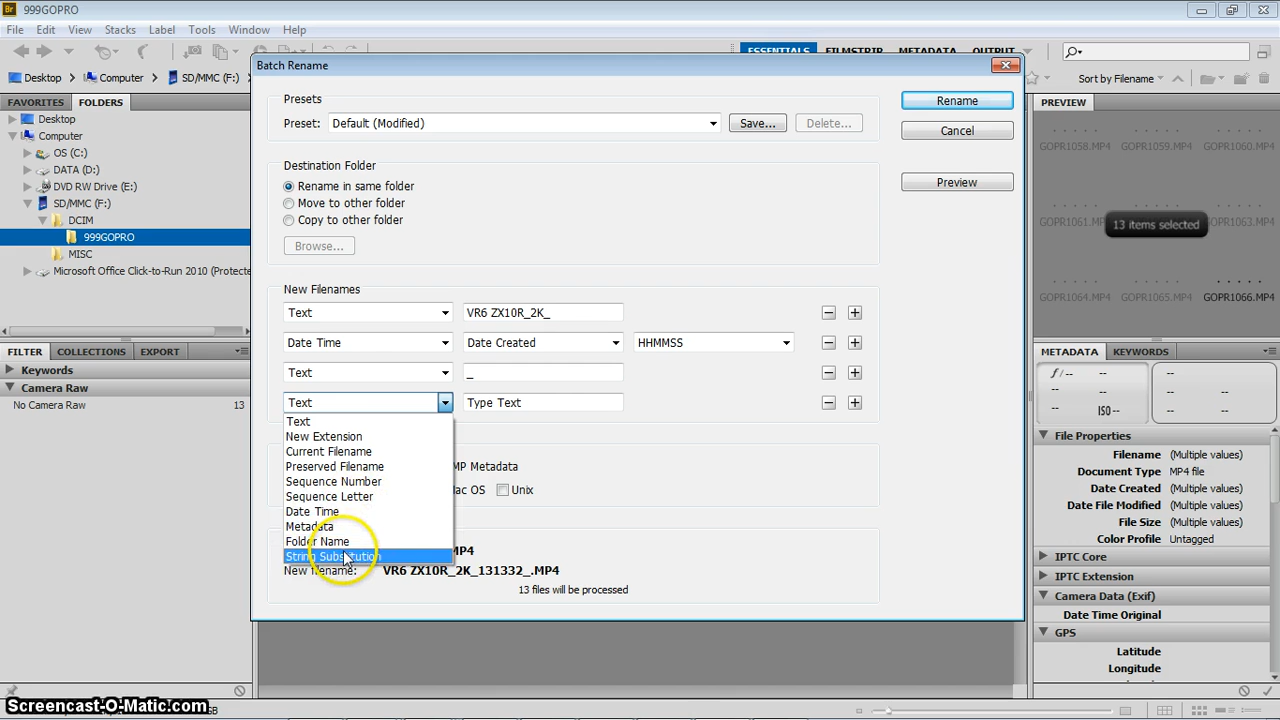 Br 999GOPRO
File Edit View Stacks Label Tools Window Help
ESSENTIALS FILMSTRIP METADATA OUTPUT
Desktop Computer SD/MMC (F:)
Sort by Filename
Batch Rename
FAVORITES FOLDERS
Desktop
Computer
OS (C:)
DATA (D:)
DVD RW Drive (E:)
SD/MMC (F:)
DCIM
999GOPRO
MISC
Microsoft Office Click-to-Run 2010 (Protecte
FILTER COLLECTIONS EXPORT
Keywords
Camera Raw
No Camera Raw 13
Presets
Preset: Default (Modified) Save... Delete...
Rename
Cancel
Preview
Destination Folder
Rename in same folder
Move to other folder
Copy to other folder
Browse...
New Filenames
Text VR6 ZX10R_2K_
Date Time Date Created HHMMSS
Text _
Text Type Text
Text
New Extension
Current Filename
Preserved Filename
Sequence Number
Sequence Letter
Date Time
Metadata
Folder Name
String Substitution
MP Metadata
ac OS Unix
MP4
New filename: VR6 ZX10R_2K_131332_.MP4
13 files will be processed
PREVIEW
GOPR1058.MP4 GOPR1059.MP4 GOPR1060.MP4
GOPR1061.MP4 GOPR1063.MP4
13 items selected
GOPR1064.MP4 GOPR1065.MP4 GOPR1066.MP4
METADATA KEYWORDS
ƒ/ -- --
-- --
-- ISO-- -- --
File Properties
Filename (Multiple values)
Document Type MP4 file
Date Created (Multiple values)
Date File Modified (Multiple values)
File Size (Multiple values)
Color Profile Untagged
IPTC Core
IPTC Extension
Camera Data (Exif)
Date Time Original
GPS
Latitude
Longitude
Screencast-O-Matic.com GB